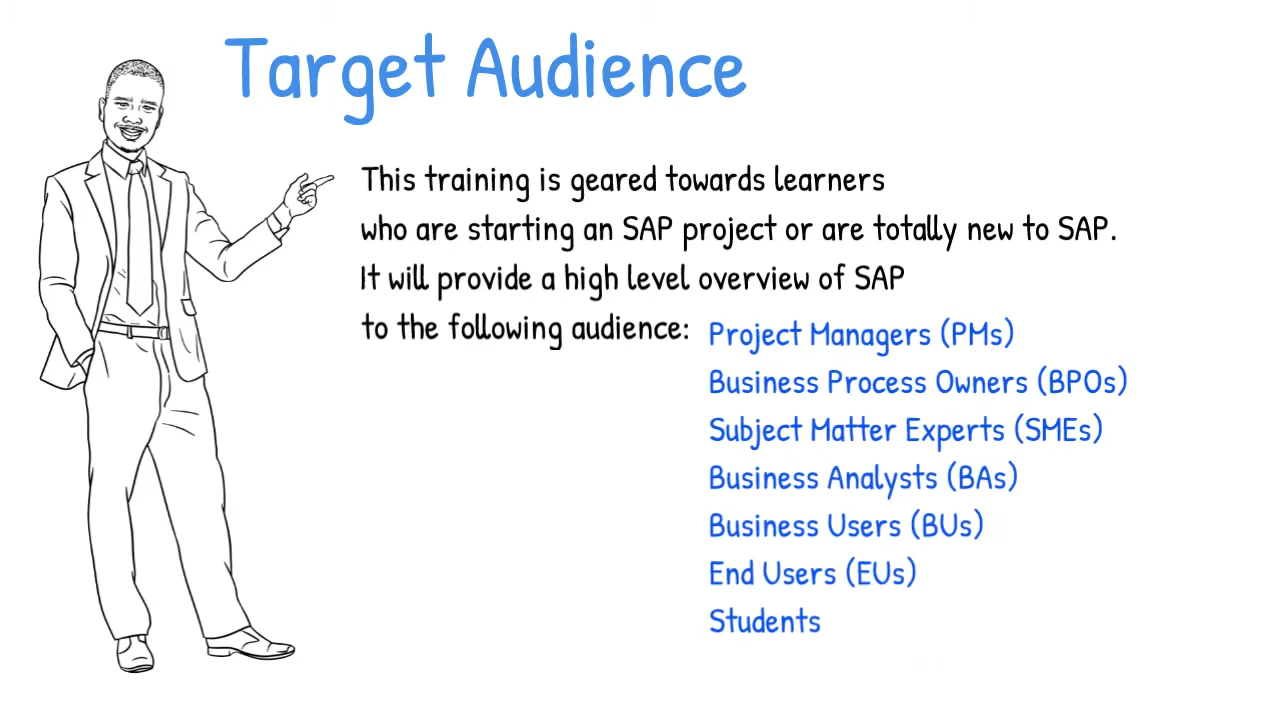 Target Audience
This training is geared towards learners
who are starting an SAP project or are totally new to SAP.
It will provide a high level overview of SAP
to the following audience:
Project Managers (PMs)
Business Process Owners (BPOs)
Subject Matter Experts (SMEs)
Business Analysts (BAs)
Business Users (BUs)
End Users (EUs)
Students